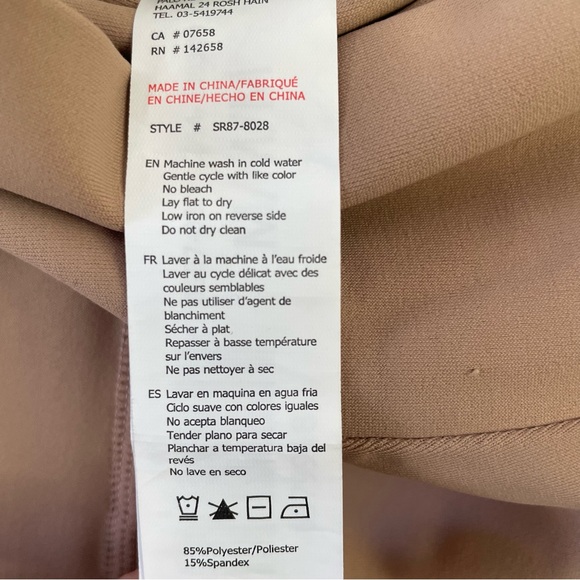 HAAMAL 24 ROSH HAIN
TEL. 03-5419744
CA # 07658
RN # 142658
MADE IN CHINA/FABRIQUÉ
EN CHINE/HECHO EN CHINA
STYLE # SR87-8028
EN Machine wash in cold water
Gentle cycle with like color
No bleach
Lay flat to dry
Low iron on reverse side
Do not dry clean
FR Laver à la machine à l'eau froide
Laver au cycle délicat avec des
couleurs semblables
Ne pas utiliser d'agent de
blanchiment
Sécher à plat
Repasser à basse température
sur l'envers
Ne pas nettoyer à sec
ES Lavar en maquina en agua fria
Ciclo suave con colores iguales
No acepta blanqueo
Tender plano para secar
Planchar a temperatura baja del
revés
No lave en seco
85%Polyester/Poliester
15%Spandex